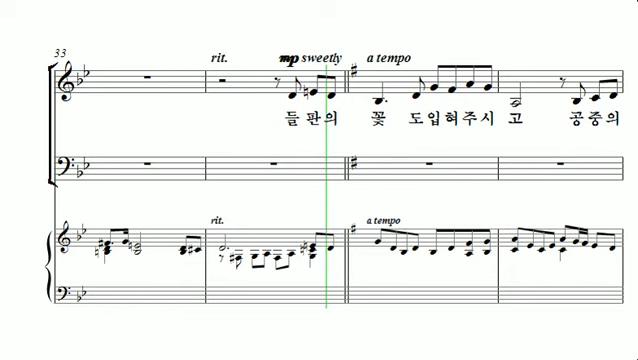 33
rit. mp sweetly a tempo
들판의 꽃 도입혀주시 고 공중의
rit. a tempo